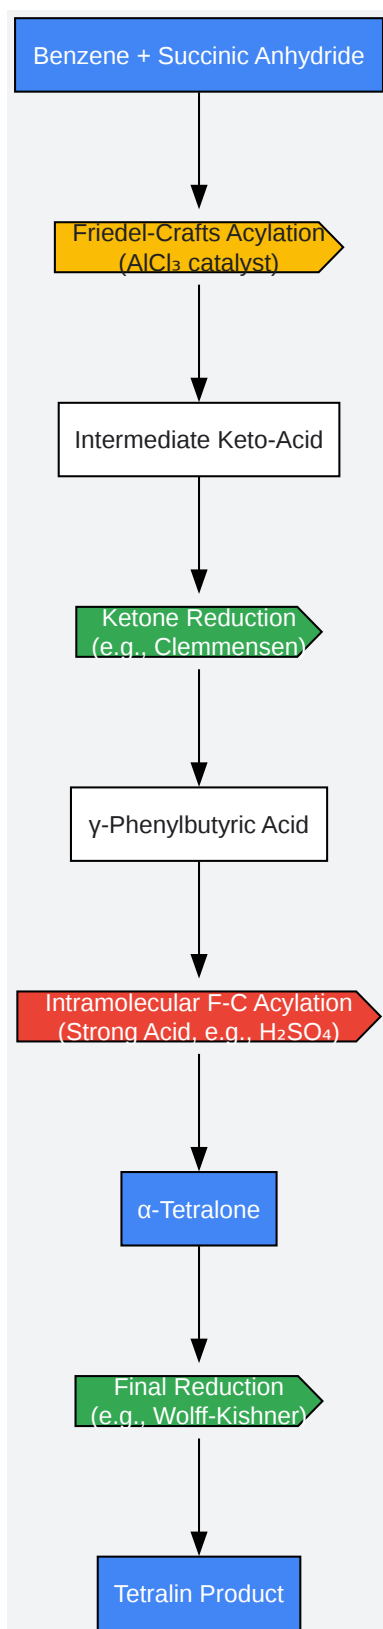 Benzene + Succinic Anhydride
Friedel-Crafts Acylation
(AlCl₃ catalyst)
Intermediate Keto-Acid
Ketone Reduction
(e.g., Clemmensen)
γ-Phenylbutyric Acid
Intramolecular F-C Acylation
(Strong Acid, e.g., H₂SO₄)
α-Tetralone
Final Reduction
(e.g., Wolff-Kishner)
Tetralin Product